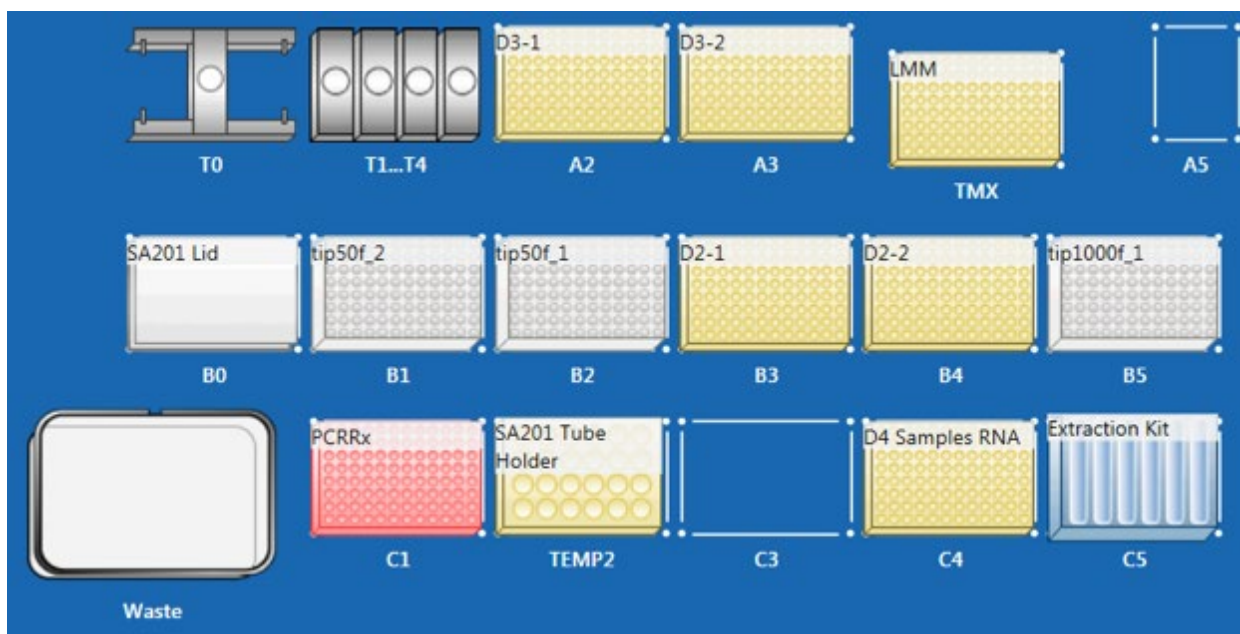 D3-1
D3-2
LMM
T0
T1...T4
A2
A3
TMX
A5
SA201 Lid
tip50f_2
tip50f_1
D2-1
D2-2
tip1000f_1
B0
B1
B2
B3
B4
B5
PCRRx
SA201 Tube
Holder
D4 Samples RNA
Extraction Kit
C1
TEMP2
C3
C4
C5
Waste